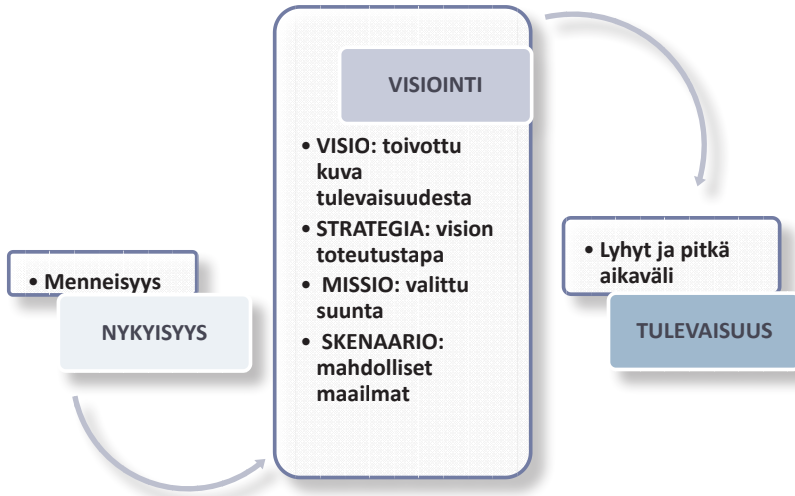 • Menneisyys
NYKYISYYS
VISIOINTI
• VISIO: toivottu
kuva
tulevaisuudesta
• STRATEGIA: vision
toteutustapa
• MISSIO: valittu
suunta
• SKENAARIO:
mahdolliset
maailmat
• Lyhyt ja pitkä
aikaväli
TULEVAISUUS